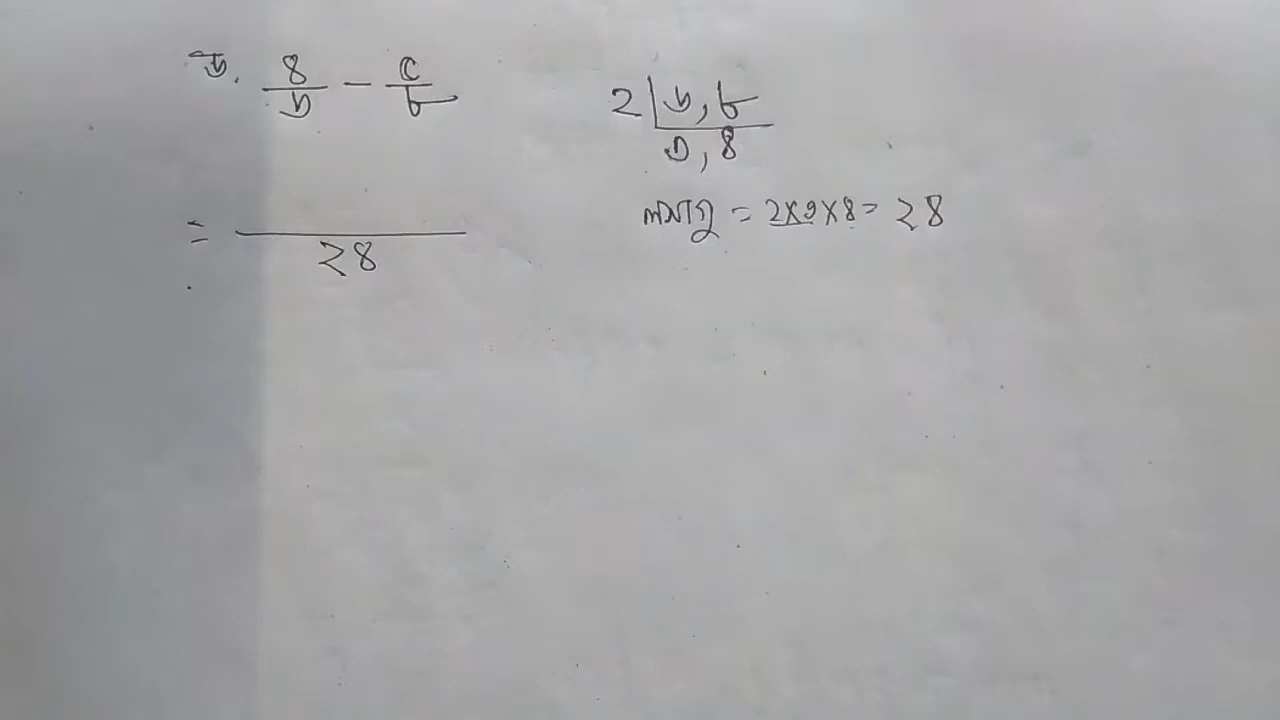 ক. ৪/৬ - ৫/৮
= /২৪
২ | ৬, ৮
৩, ৪
লসাগু = ২×৩×৪ = ২৪